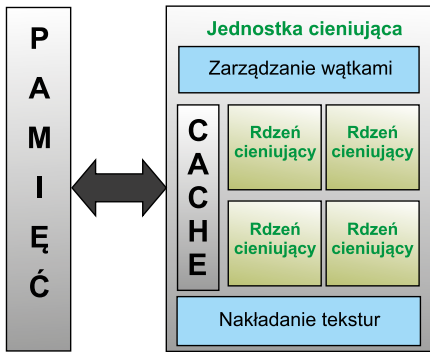 PAMIĘĆ
Jednostka cieniująca
Zarządzanie wątkami
CACHE
Rdzeń
cieniujący
Rdzeń
cieniujący
Rdzeń
cieniujący
Rdzeń
cieniujący
Nakładanie tekstur